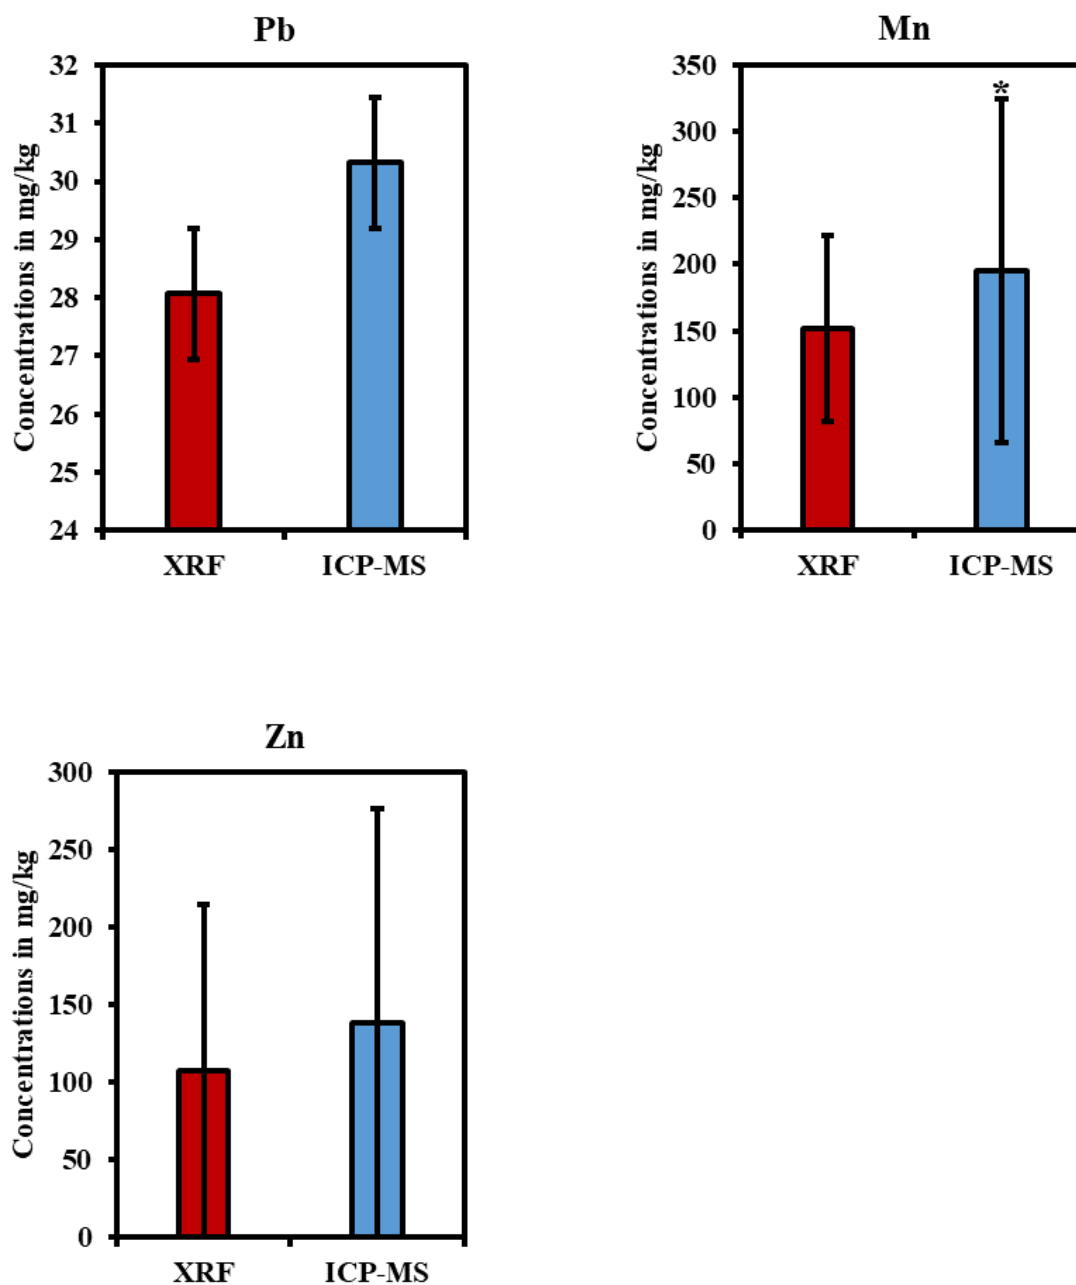 Pb
Concentrations in mg/kg
32
31
30
29
28
27
26
25
24
XRF
ICP-MS
Mn
Concentrations in mg/kg
350
300
250
200
150
100
50
0
*
XRF
ICP-MS
Zn
Concentrations in mg/kg
300
250
200
150
100
50
0
XRF
ICP-MS